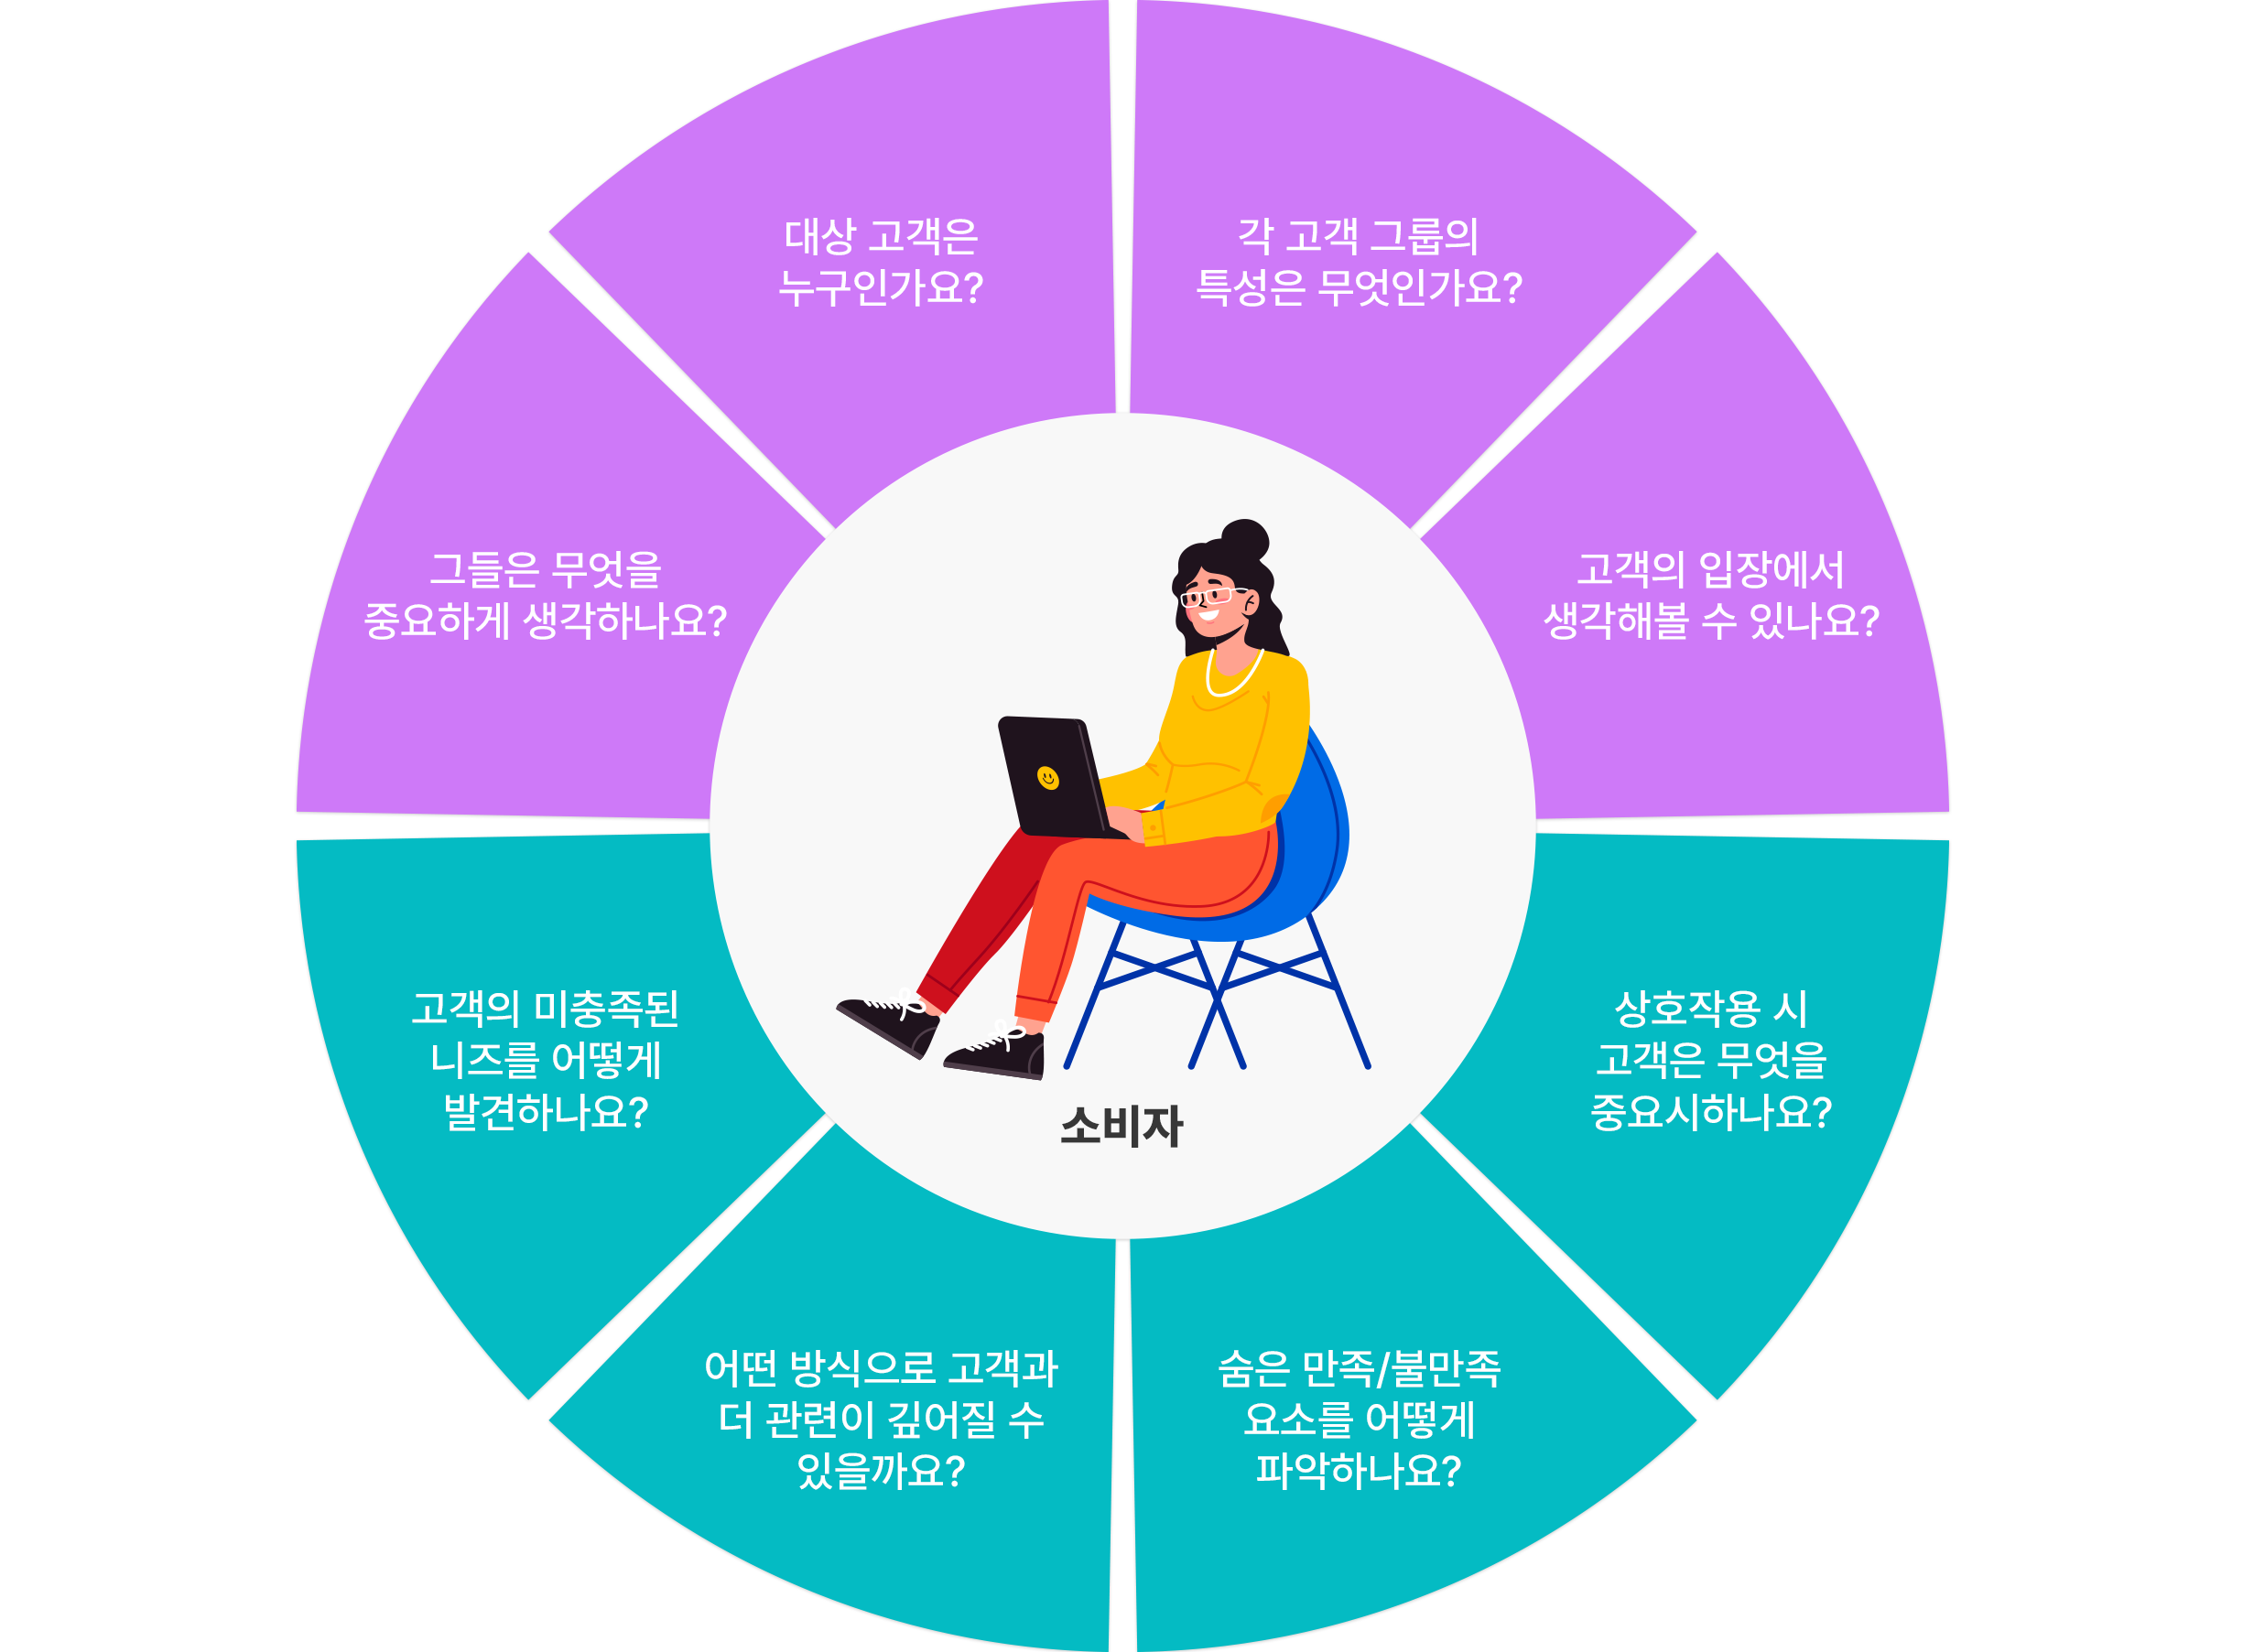 대상 고객은
누구인가요?
각 고객 그룹의
특성은 무엇인가요?
그들은 무엇을
중요하게 생각하나요?
고객의 입장에서
생각해볼 수 있나요?
고객의 미충족 된
니즈를 어떻게
발견하나요?
상호작용 시
고객은 무엇을
중요시하나요?
소비자
어떤 방식으로 고객과
더 관련이 깊어질 수
있을까요?
숨은 만족/불만족
요소를 어떻게
파악하나요?